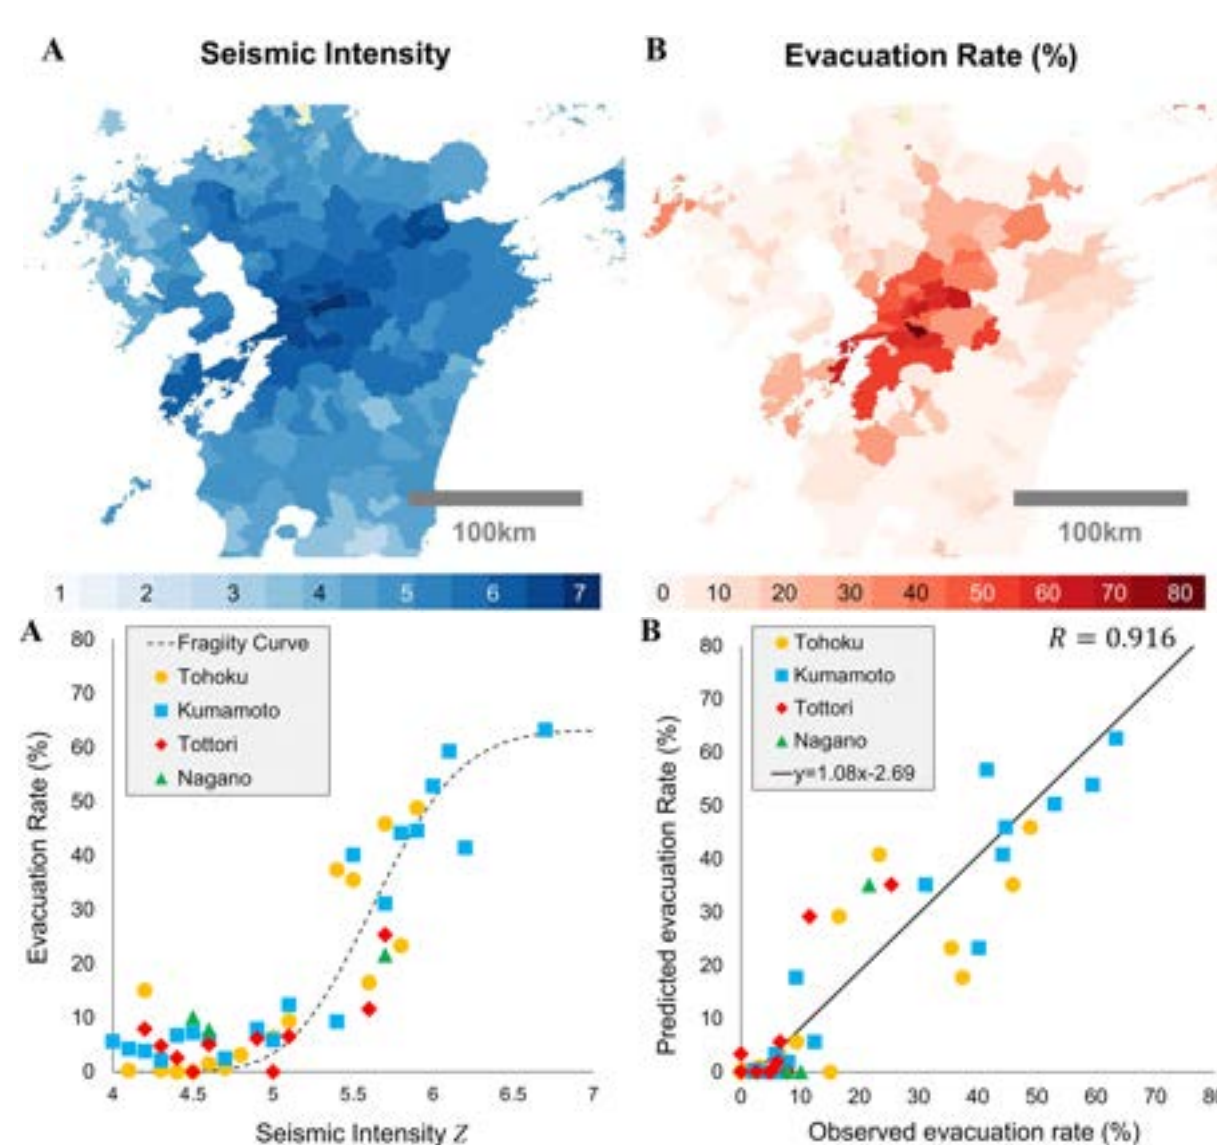 A Seismic Intensity
B Evacuation Rate (%)
100km
100km
1 2 3 4 5 6 7
0 10 20 30 40 50 60 70 80
A
Evacuation Rate (%)
80
70
60
50
40
30
20
10
0
Fragiity Curve
Tohoku
Kumamoto
Tottori
Nagano
4 4.5 5 5.5 6 6.5 7
Seismic Intensity Z
B
R = 0.916
Predicted evacuation Rate (%)
80
70
60
50
40
30
20
10
0
Tohoku
Kumamoto
Tottori
Nagano
y=1.08x-2.69
0 10 20 30 40 50 60 70 80
Observed evacuation rate (%)